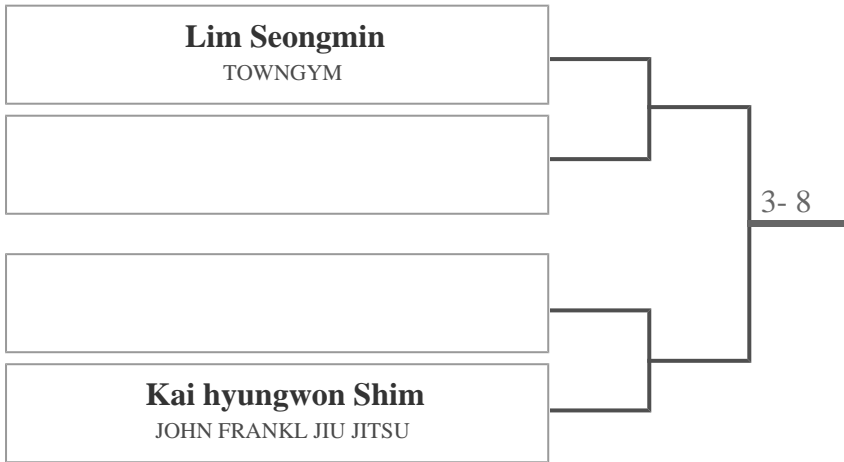 Lim Seongmin
TOWNGYM
3- 8
Kai hyungwon Shim
JOHN FRANKL JIU JITSU